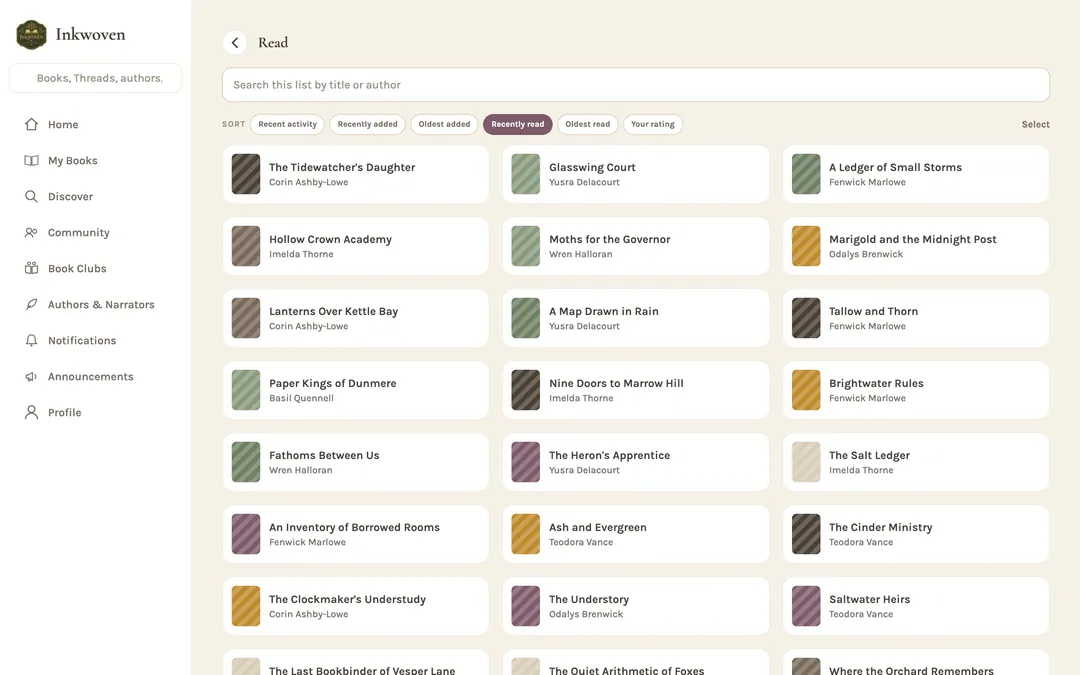 Inkwoven
Books, Threads, authors,
Home
My Books
Discover
Community
Book Clubs
Authors & Narrators
Notifications
Announcements
Profile
Read
Search this list by title or author
SORT Recent activity Recently added Oldest added Recently read Oldest read Your rating Select
The Tidewatcher's Daughter
Corin Ashby-Lowe
Glasswing Court
Yusra Delacourt
A Ledger of Small Storms
Fenwick Marlowe
Hollow Crown Academy
Imelda Thorne
Moths for the Governor
Wren Halloran
Marigold and the Midnight Post
Odalys Brenwick
Lanterns Over Kettle Bay
Corin Ashby-Lowe
A Map Drawn in Rain
Yusra Delacourt
Tallow and Thorn
Fenwick Marlowe
Paper Kings of Dunmere
Basil Quennell
Nine Doors to Marrow Hill
Imelda Thorne
Brightwater Rules
Fenwick Marlowe
Fathoms Between Us
Wren Halloran
The Heron's Apprentice
Yusra Delacourt
The Salt Ledger
Imelda Thorne
An Inventory of Borrowed Rooms
Fenwick Marlowe
Ash and Evergreen
Teodora Vance
The Cinder Ministry
Teodora Vance
The Clockmaker's Understudy
Corin Ashby-Lowe
The Understory
Odalys Brenwick
Saltwater Heirs
Teodora Vance
The Last Bookbinder of Vesper Lane
The Quiet Arithmetic of Foxes
Where the Orchard Remembers